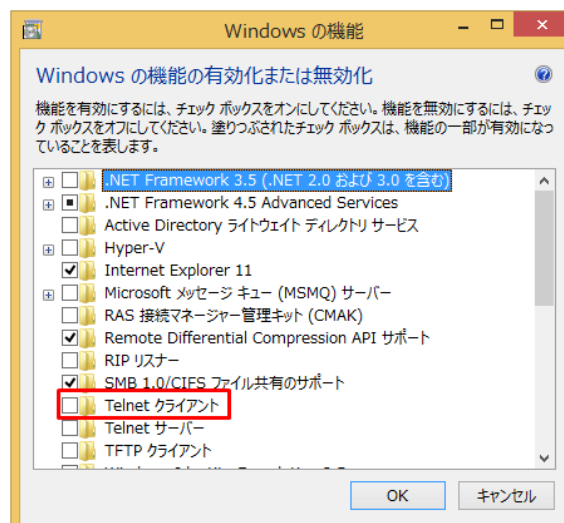 Windows の機能
Windows の機能の有効化または無効化
機能を有効にするには、チェック ボックスをオンにしてください。機能を無効にするには、チェッ
ク ボックスをオフにしてください。塗りつぶされたチェック ボックスは、機能の一部が有効になっ
ていることを表します。
.NET Framework 3.5 (.NET 2.0 および 3.0 を含む)
.NET Framework 4.5 Advanced Services
Active Directory ライトウェイト ディレクトリ サービス
Hyper-V
Internet Explorer 11
Microsoft メッセージ キュー (MSMQ) サーバー
RAS 接続マネージャー管理キット (CMAK)
Remote Differential Compression API サポート
RIP リスナー
SMB 1.0/CIFS ファイル共有のサポート
Telnet クライアント
Telnet サーバー
TFTP クライアント
OK
キャンセル